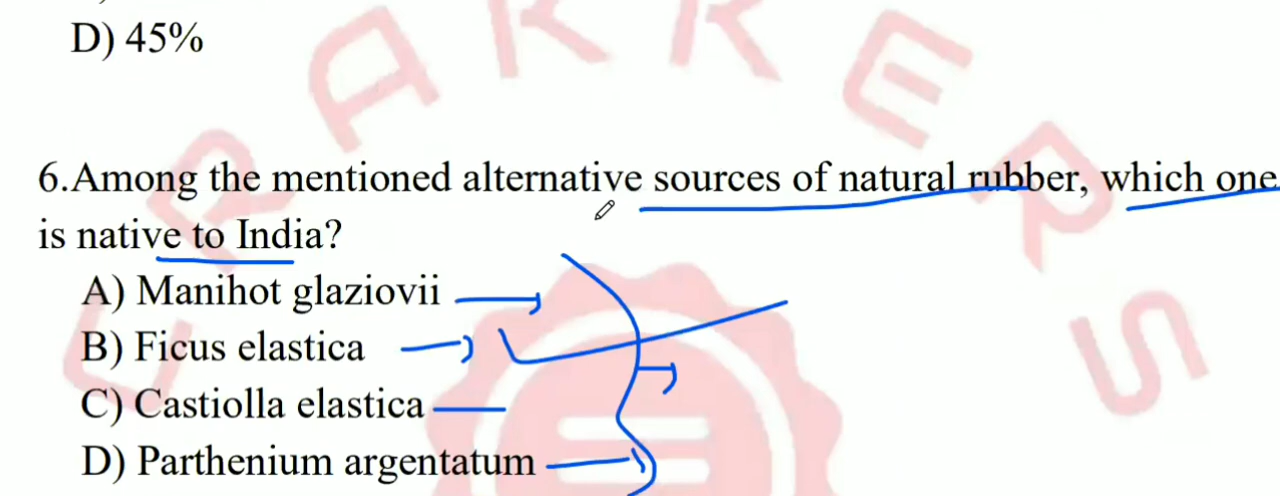 D) 45%
CRAKKERS
6.Among the mentioned alternative sources of natural rubber, which one
is native to India?
A) Manihot glaziovii
B) Ficus elastica
C) Castiolla elastica
D) Parthenium argentatum